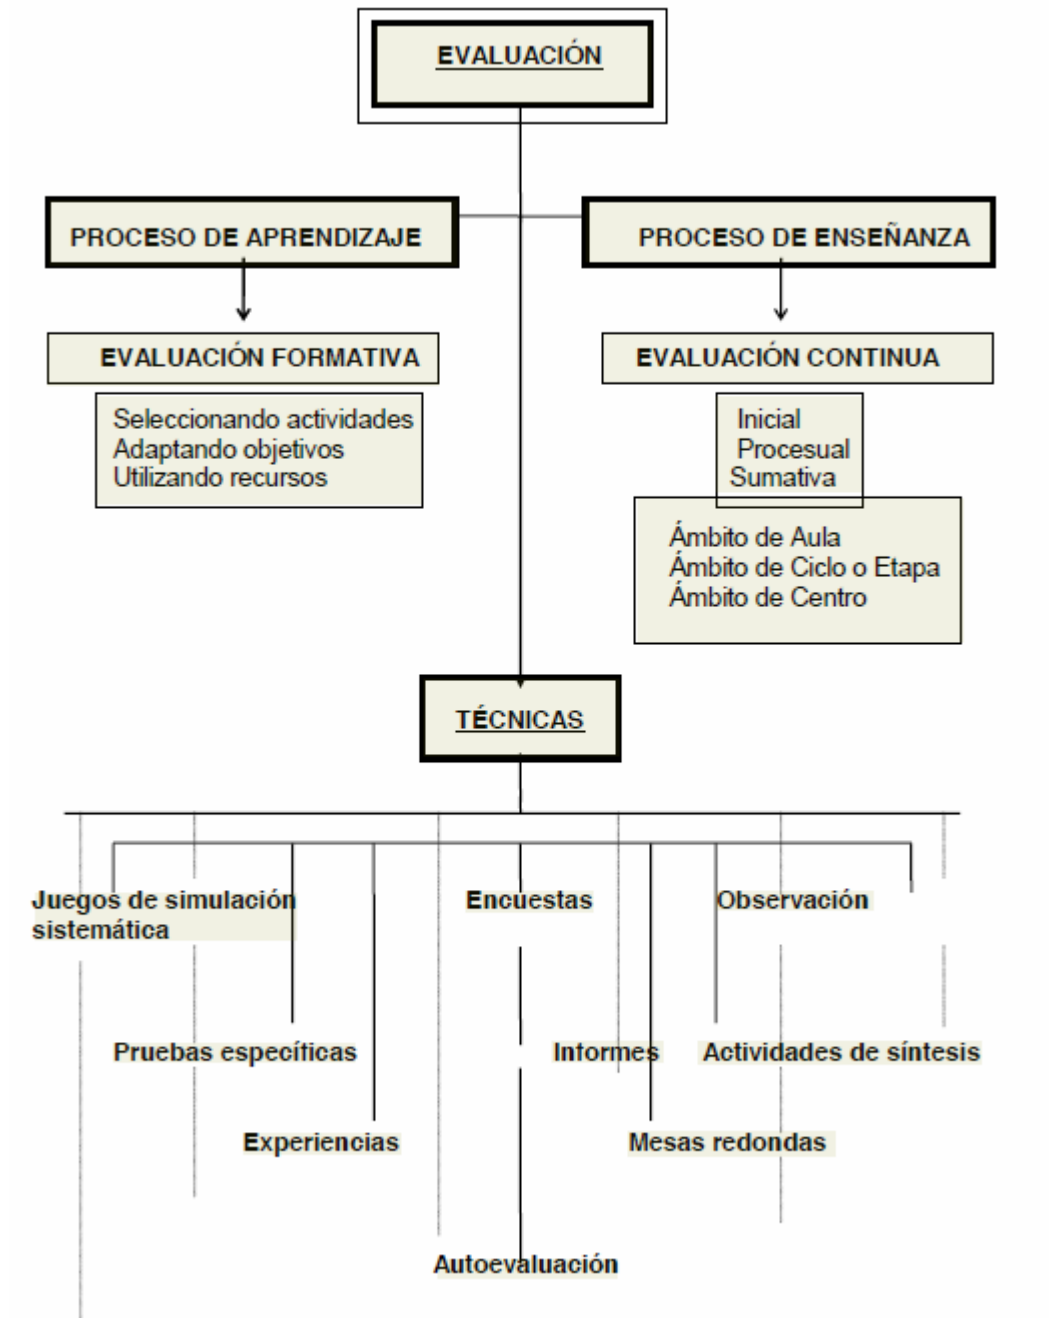 EVALUACIÓN
PROCESO DE APRENDIZAJE
PROCESO DE ENSEÑANZA
EVALUACIÓN FORMATIVA
EVALUACIÓN CONTINUA
Seleccionando actividades
Adaptando objetivos
Utilizando recursos
Inicial
Procesual
Sumativa
Ámbito de Aula
Ámbito de Ciclo o Etapa
Ámbito de Centro
TÉCNICAS
Juegos de simulación
sistemática
Encuestas
Observación
Pruebas específicas
Informes
Actividades de síntesis
Experiencias
Mesas redondas
Autoevaluación